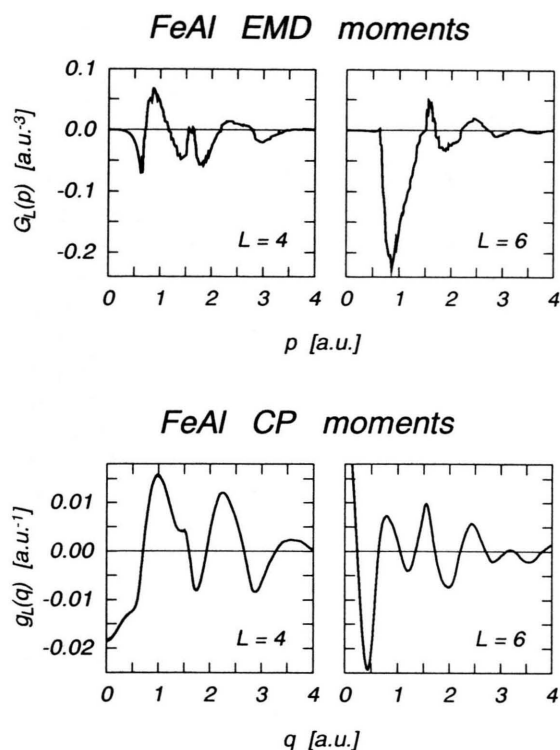 FeAl EMD moments
0.1
0.0
-0.1
-0.2
G_L(p) [a.u.⁻³]
L = 4
L = 6
0 1 2 3 4 0 1 2 3 4
p [a.u.]
FeAl CP moments
0.01
0.00
-0.01
-0.02
g_L(q) [a.u.⁻¹]
L = 4
L = 6
0 1 2 3 4 0 1 2 3 4
q [a.u.]